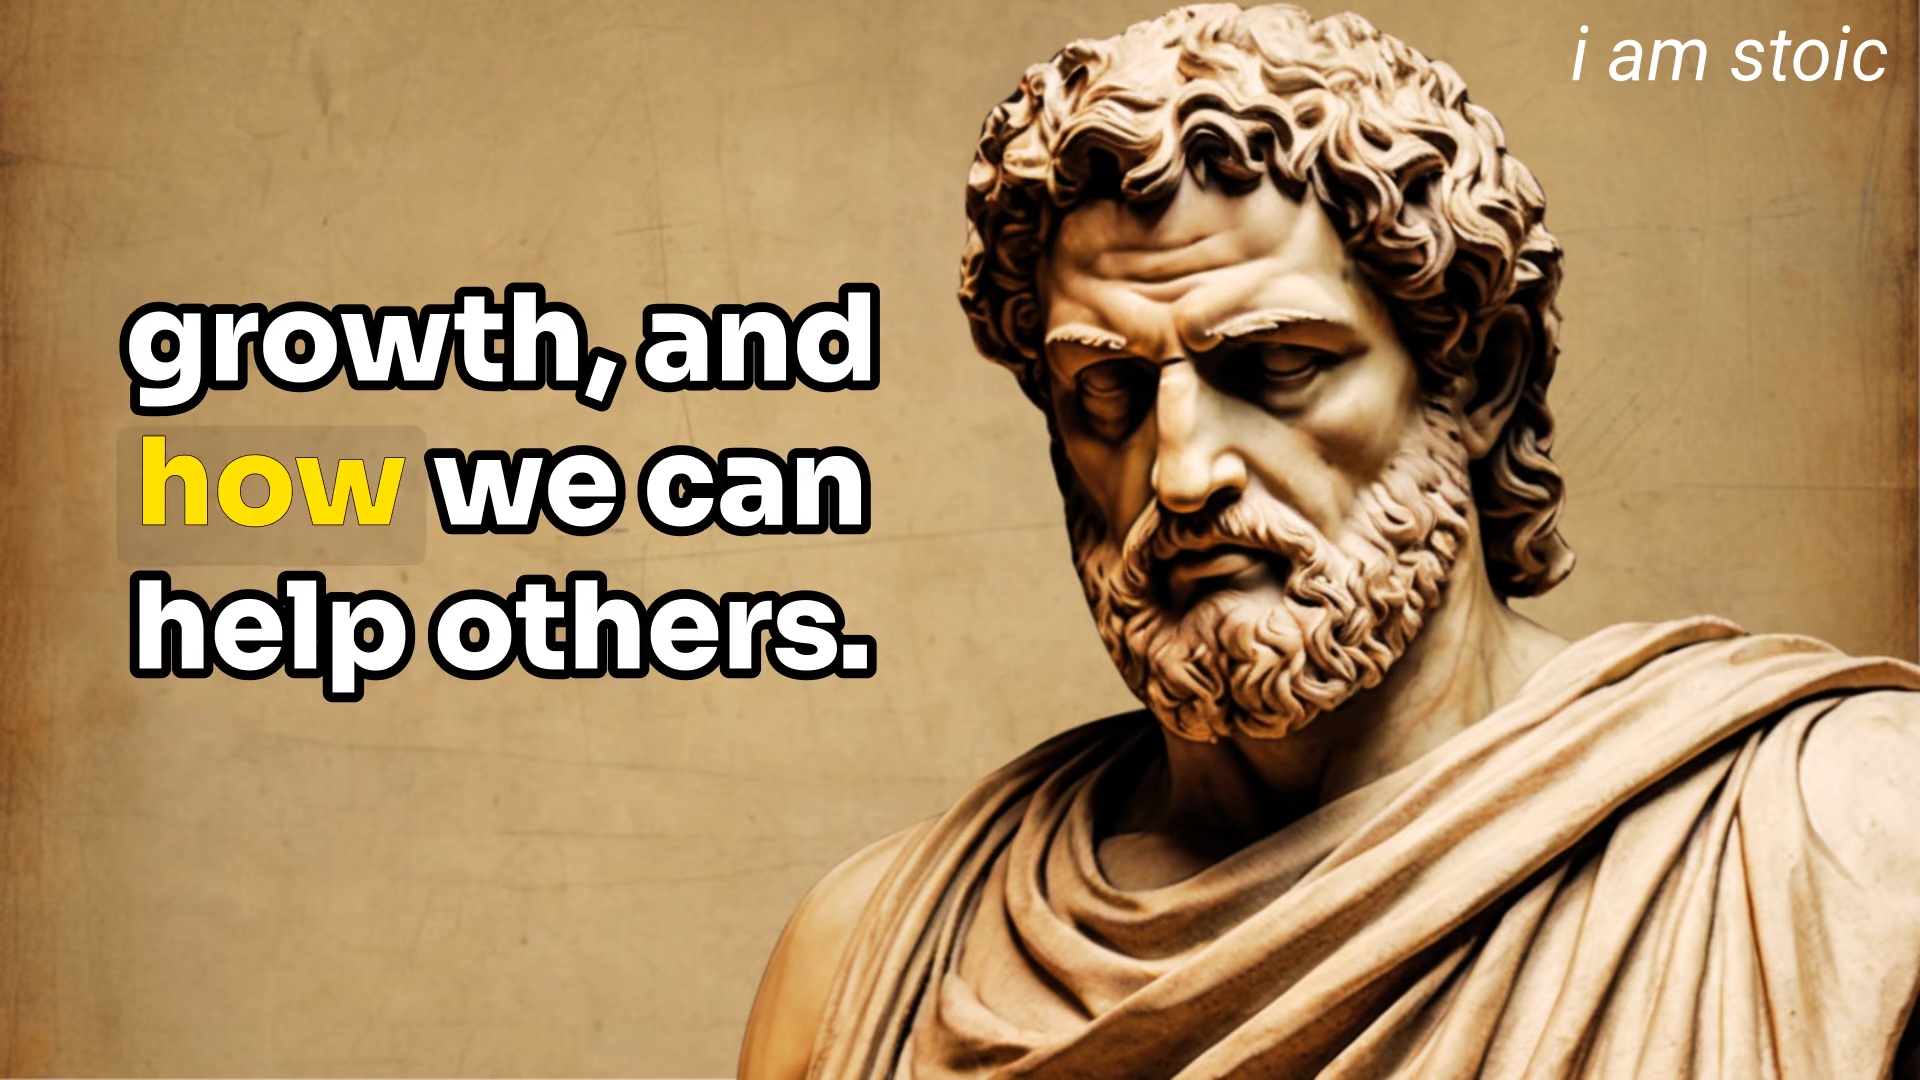 i am stoic
growth, and
how we can
help others.